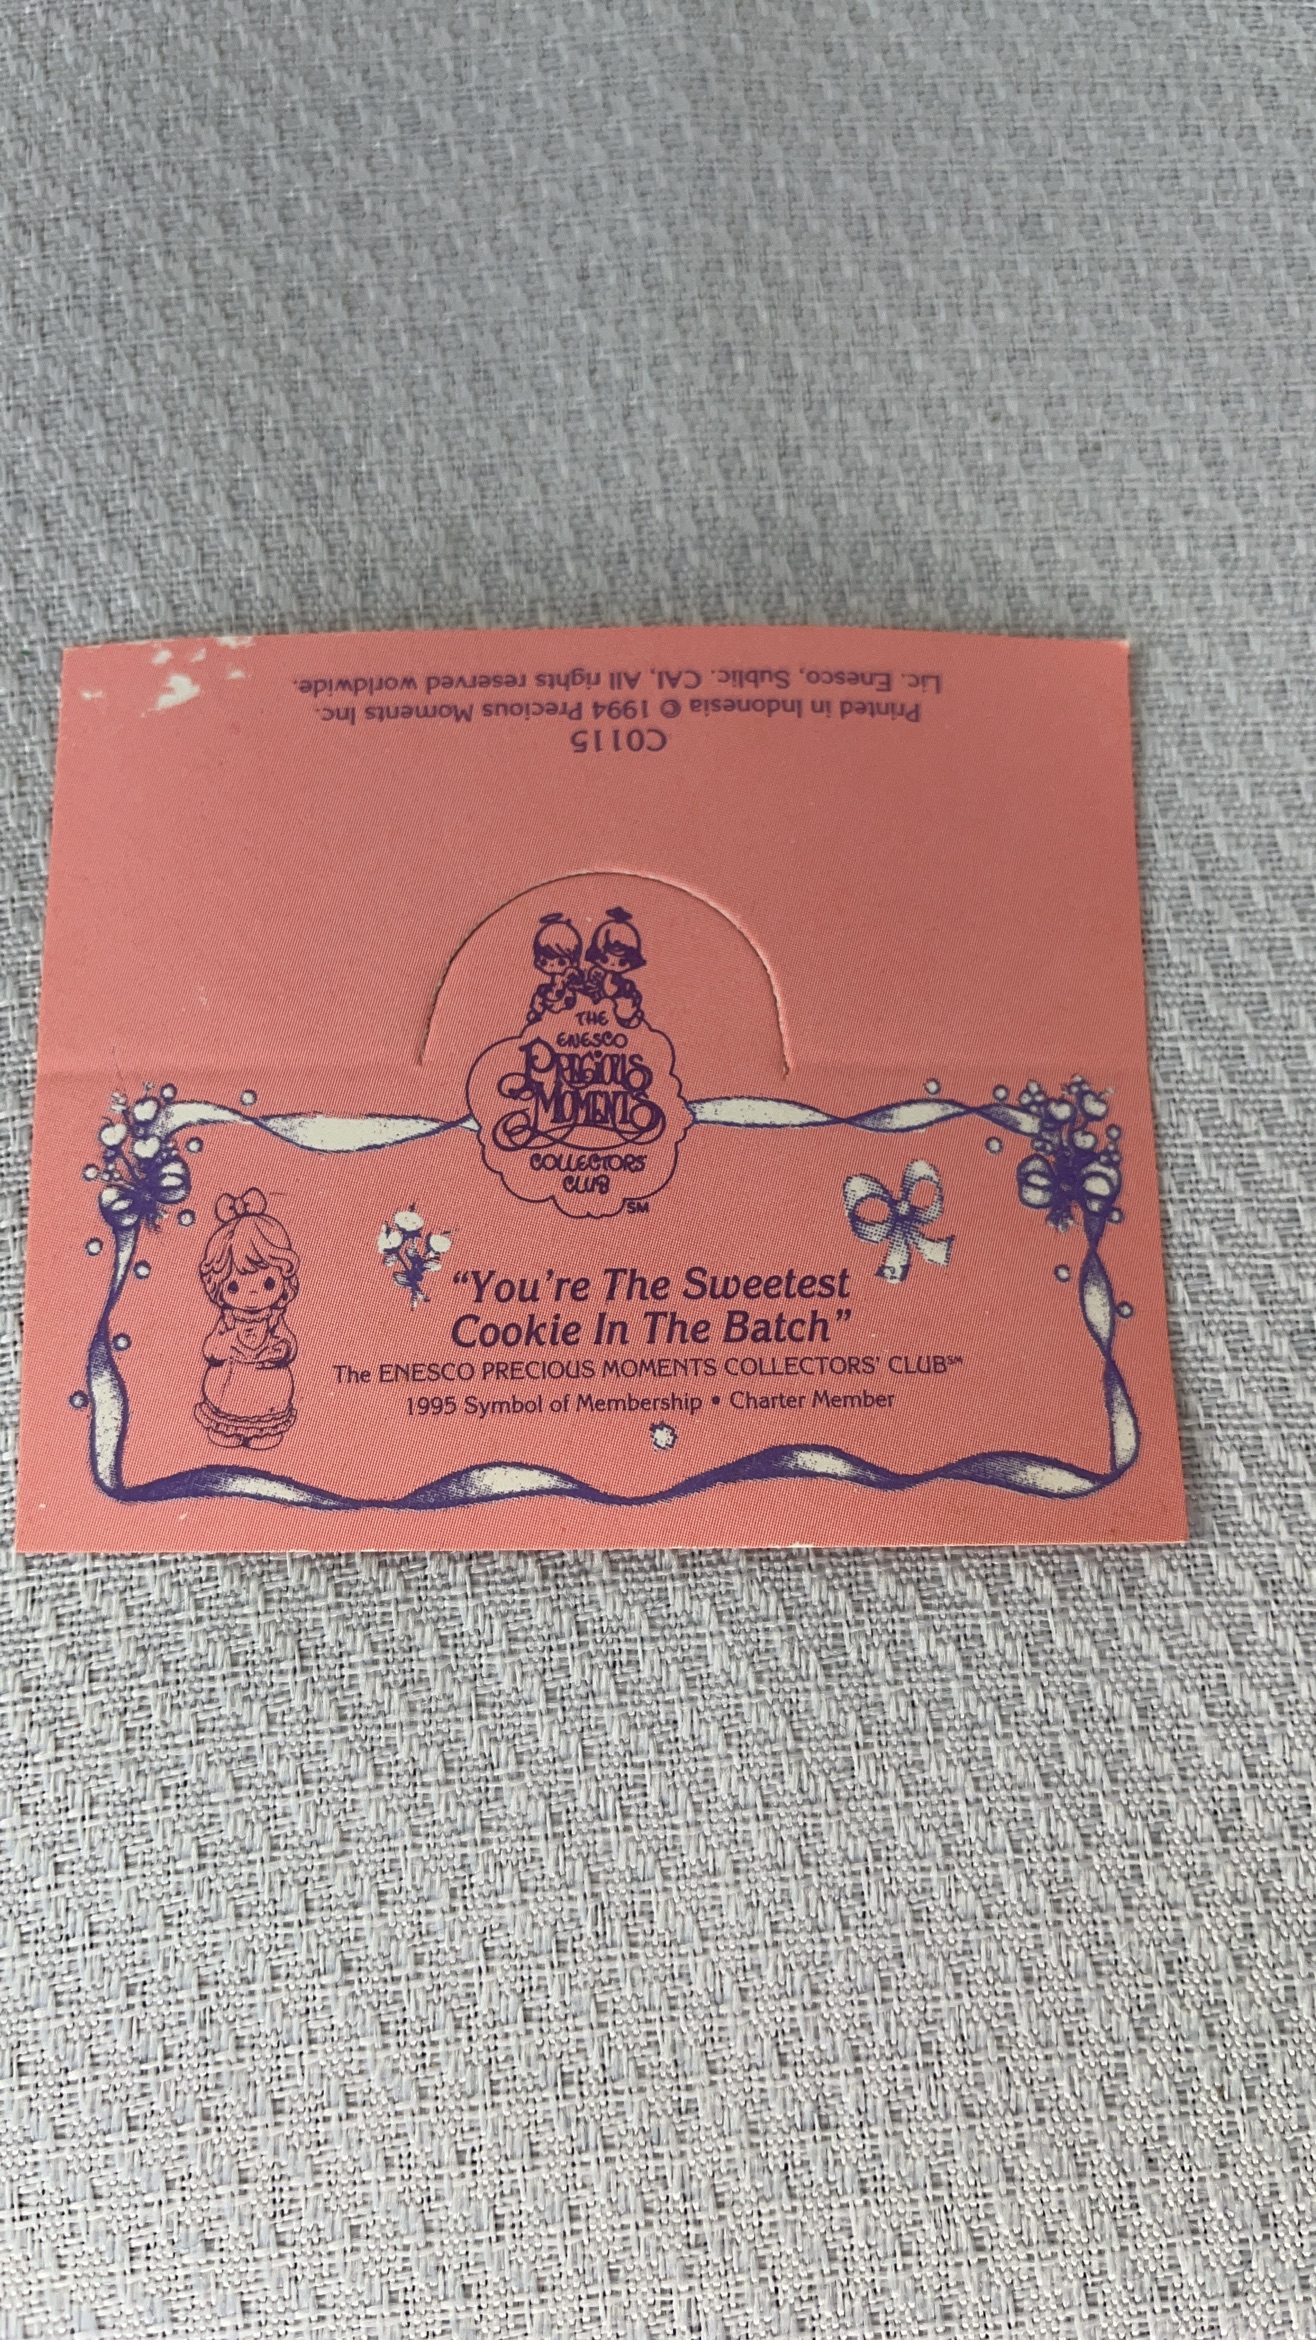 Lic. Enesco, Sublic. CAI, All rights reserved worldwide.
Printed in Indonesia © 1994 Precious Moments Inc.
C0115
THE
ENESCO
PRECIOUS
MOMENTS
COLLECTORS
CLUB
SM
“You’re The Sweetest
Cookie In The Batch”
The ENESCO PRECIOUS MOMENTS COLLECTORS’ CLUB℠
1995 Symbol of Membership • Charter Member